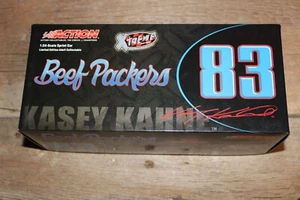 ACTION
1:24-Scale Sprint Car
XTREME
Beef Packers
83
KASEY KAHNE